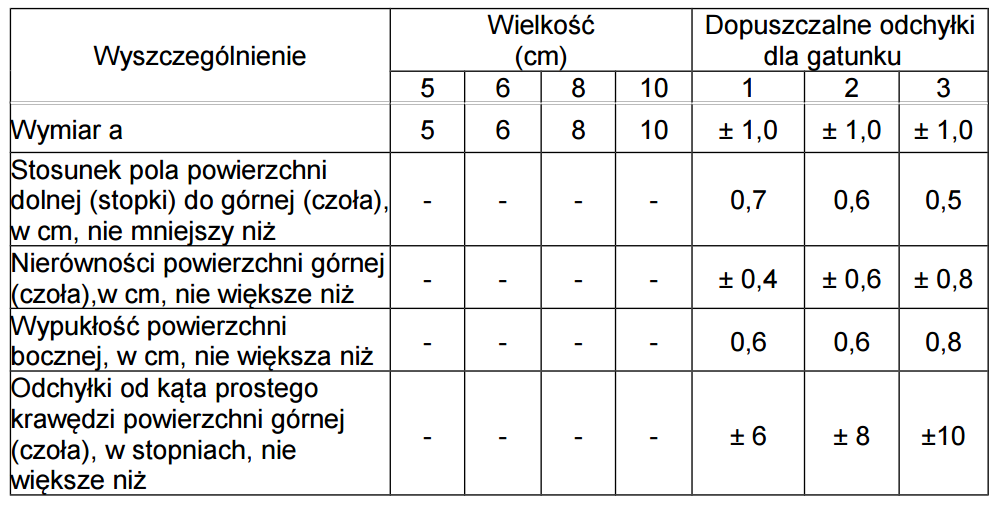 Wyszczególnienie
Wielkość
(cm)
Dopuszczalne odchyłki
dla gatunku
5 6 8 10 1 2 3
Wymiar a 5 6 8 10 ± 1,0 ± 1,0 ± 1,0
Stosunek pola powierzchni
dolnej (stopki) do górnej (czoła),
w cm, nie mniejszy niż
- - - - 0,7 0,6 0,5
Nierówności powierzchni górnej
(czoła),w cm, nie większe niż
- - - - ± 0,4 ± 0,6 ± 0,8
Wypukłość powierzchni
bocznej, w cm, nie większa niż
- - - - 0,6 0,6 0,8
Odchyłki od kąta prostego
krawędzi powierzchni górnej
(czoła), w stopniach, nie
większe niż
- - - - ± 6 ± 8 ±10